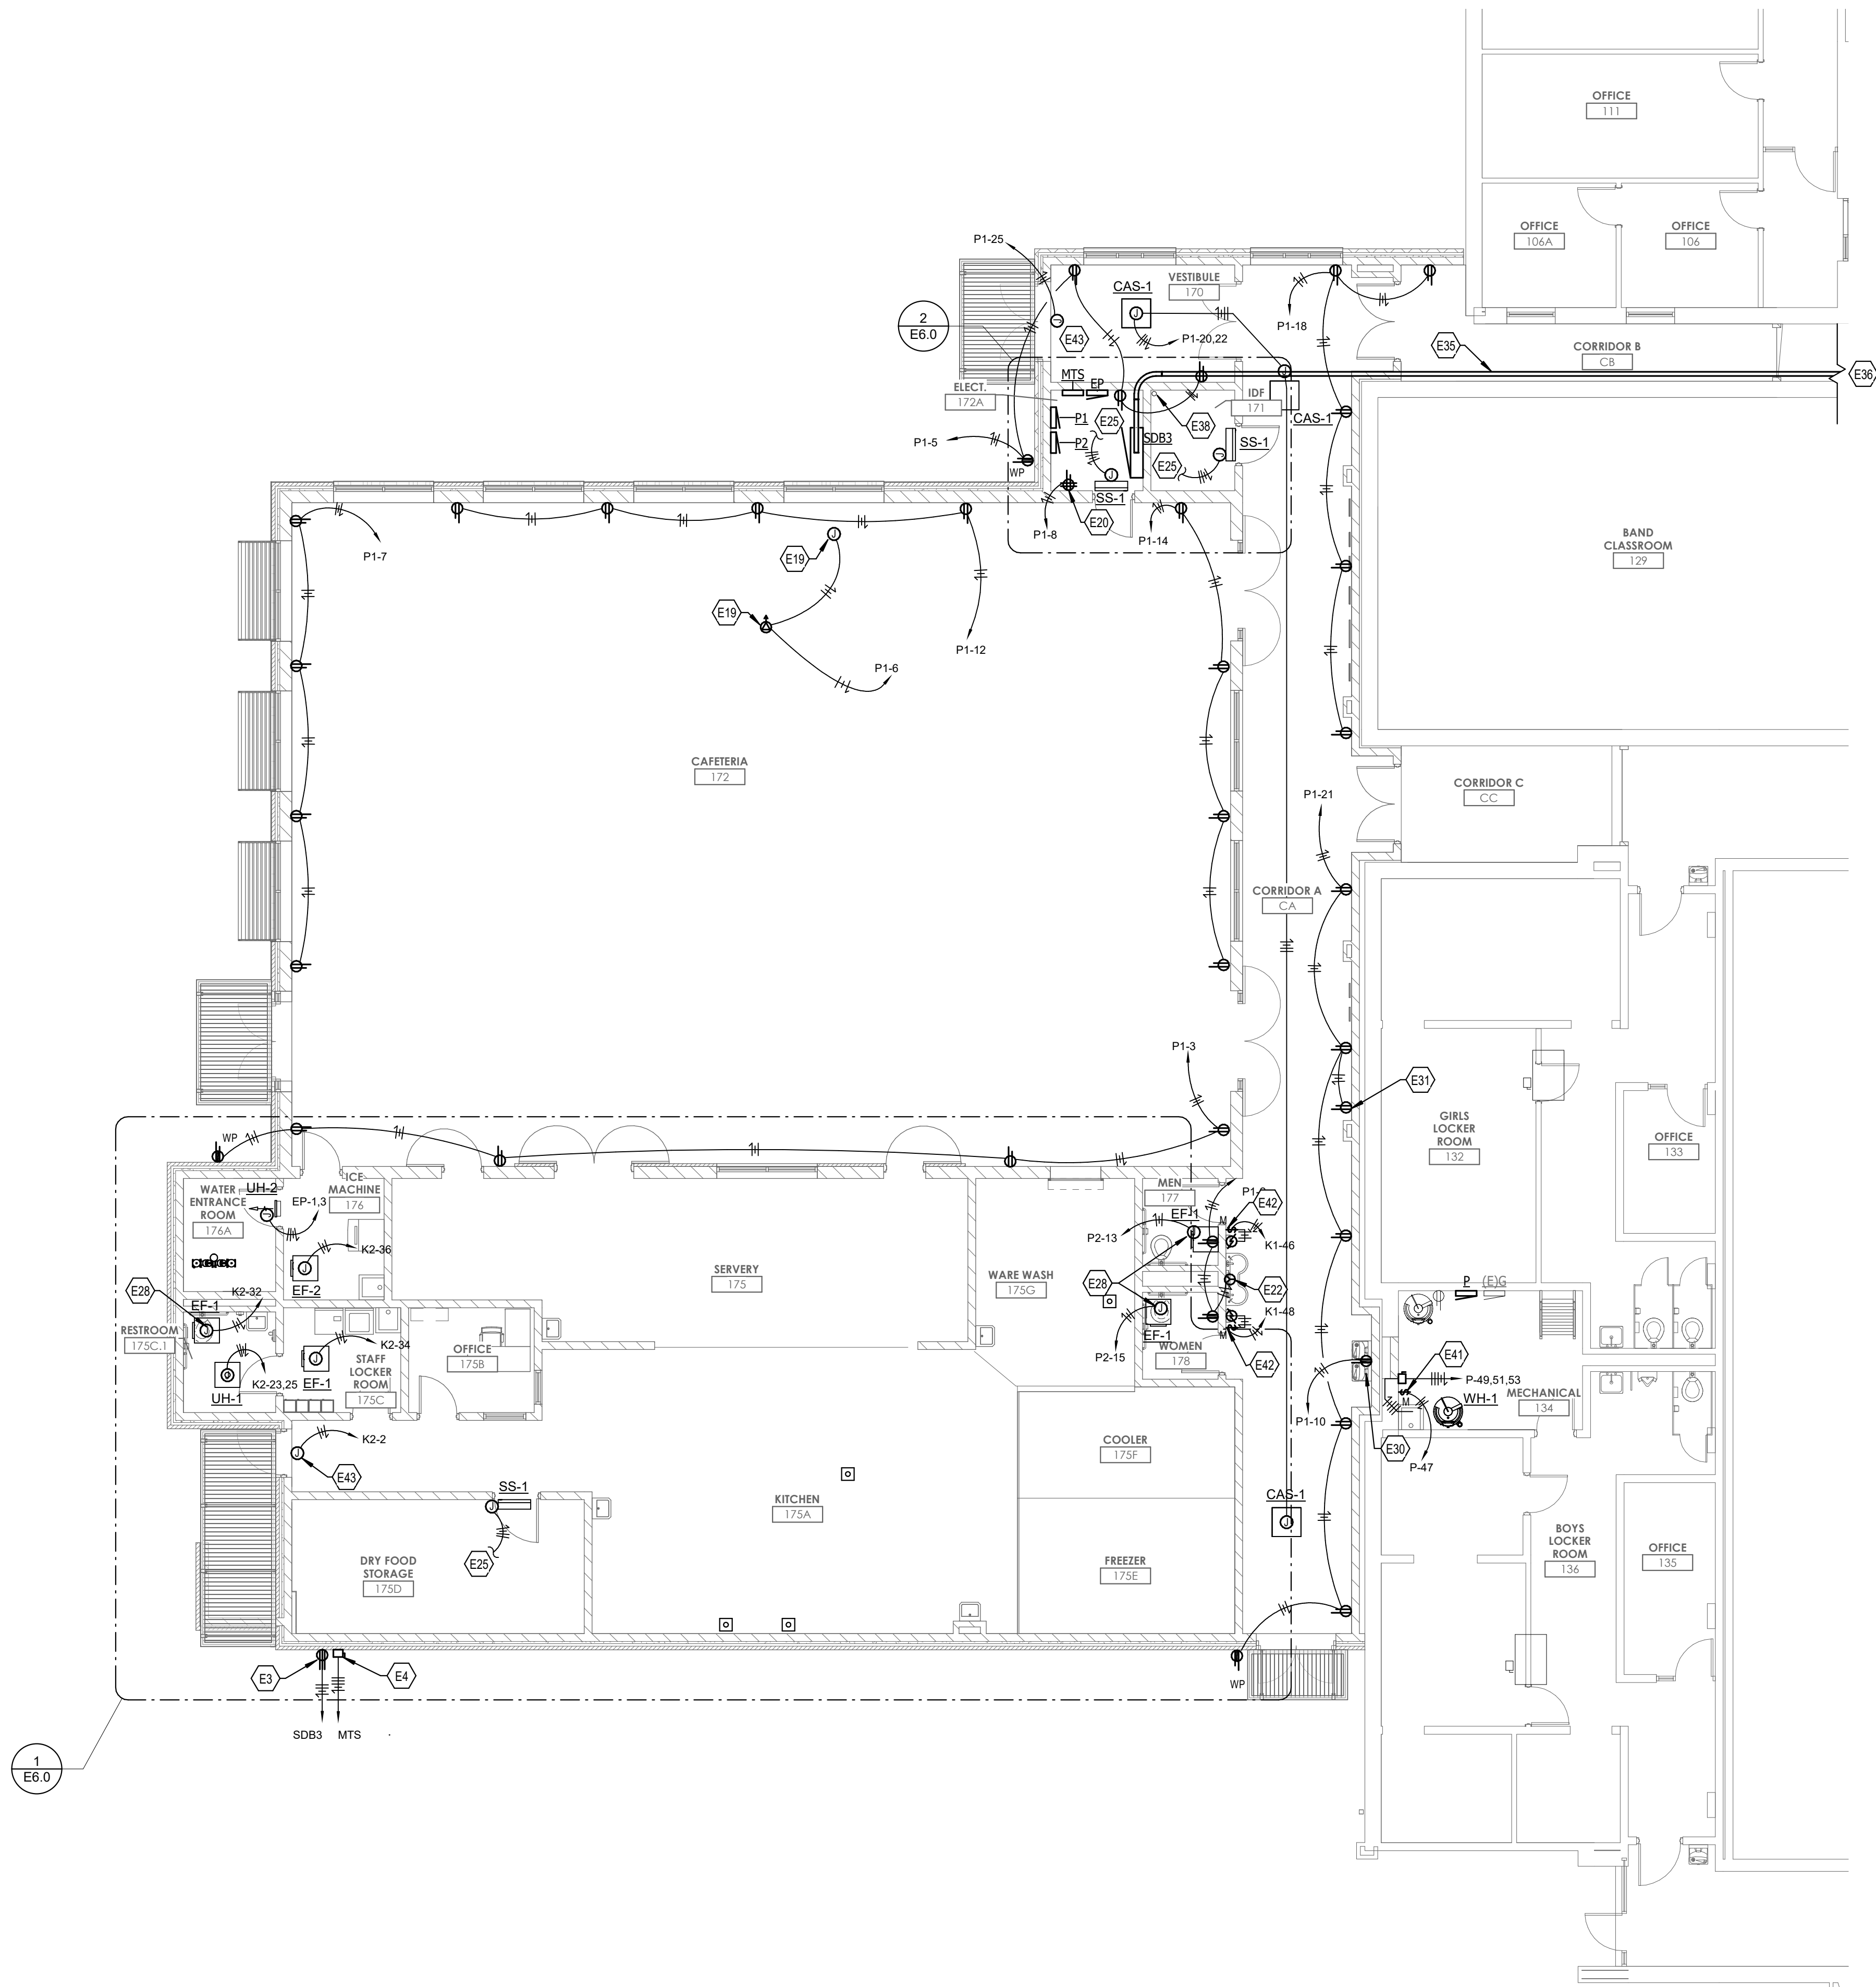 OFFICE
111
OFFICE
106A
OFFICE
106
P1-25
VESTIBULE
170
CAS-1
2
E6.0
E43
P1-20,22
P1-18
E35
CORRIDOR B
CB
E36
MTS
EP
ELECT.
172A
IDF
171
CAS-1
P1
E25
E38
P1-5
P2
SDB3
SS-1
WP
E25
SS-1
E20
P1-8
P1-14
P1-7
E19
BAND
CLASSROOM
129
E19
P1-12
P1-6
CAFETERIA
172
CORRIDOR C
CC
P1-21
CORRIDOR A
CA
P1-3
E31
GIRLS
LOCKER
ROOM
132
OFFICE
133
WP
WATER
ENTRANCE
ROOM
176A
UH-2
ICE
MACHINE
176
EP-1,3
MEN
177
EF-1
E42
M
P2-13
K1-46
K2-36
EF-2
SERVERY
175
WARE WASH
175G
E28
E22
P
(E)G
E28
K2-32
EF-1
K1-48
RESTROOM
175C.1
K2-34
EF-1
M
P2-15
WOMEN
178
E42
OFFICE
175B
STAFF
LOCKER
ROOM
175C
EF-1
UH-1
K2-23,25
E41
P-49,51,53
M
WH-1
MECHANICAL
134
P1-10
E30
P-47
K2-2
E43
COOLER
175F
SS-1
CAS-1
KITCHEN
175A
E25
DRY FOOD
STORAGE
175D
FREEZER
175E
BOYS
LOCKER
ROOM
136
OFFICE
135
E3
E4
WP
SDB3
MTS
1
E6.0